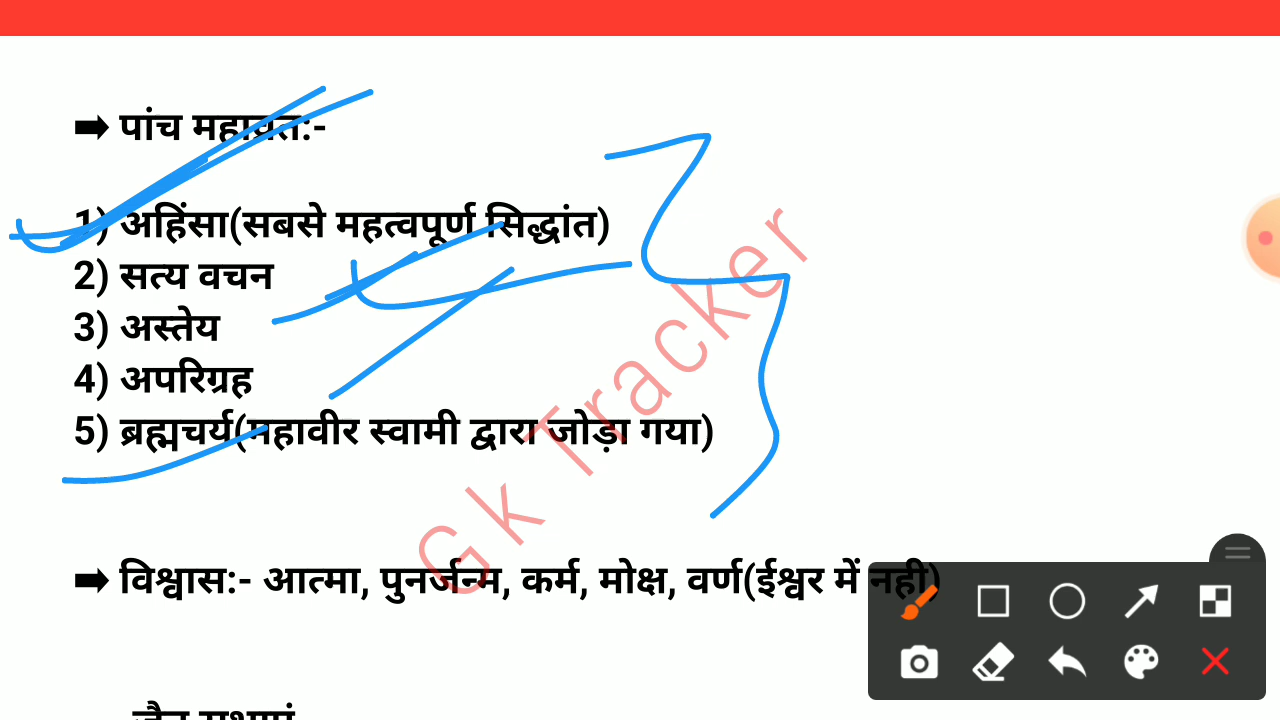 ➡ पांच महाव्रत:-
1) अहिंसा(सबसे महत्वपूर्ण सिद्धांत)
2) सत्य वचन
3) अस्तेय
4) अपरिग्रह
5) ब्रह्मचर्य(महावीर स्वामी द्वारा जोड़ा गया)
Gk Tracker
➡ विश्वास:- आत्मा, पुनर्जन्म, कर्म, मोक्ष, वर्ण(ईश्वर में नही)